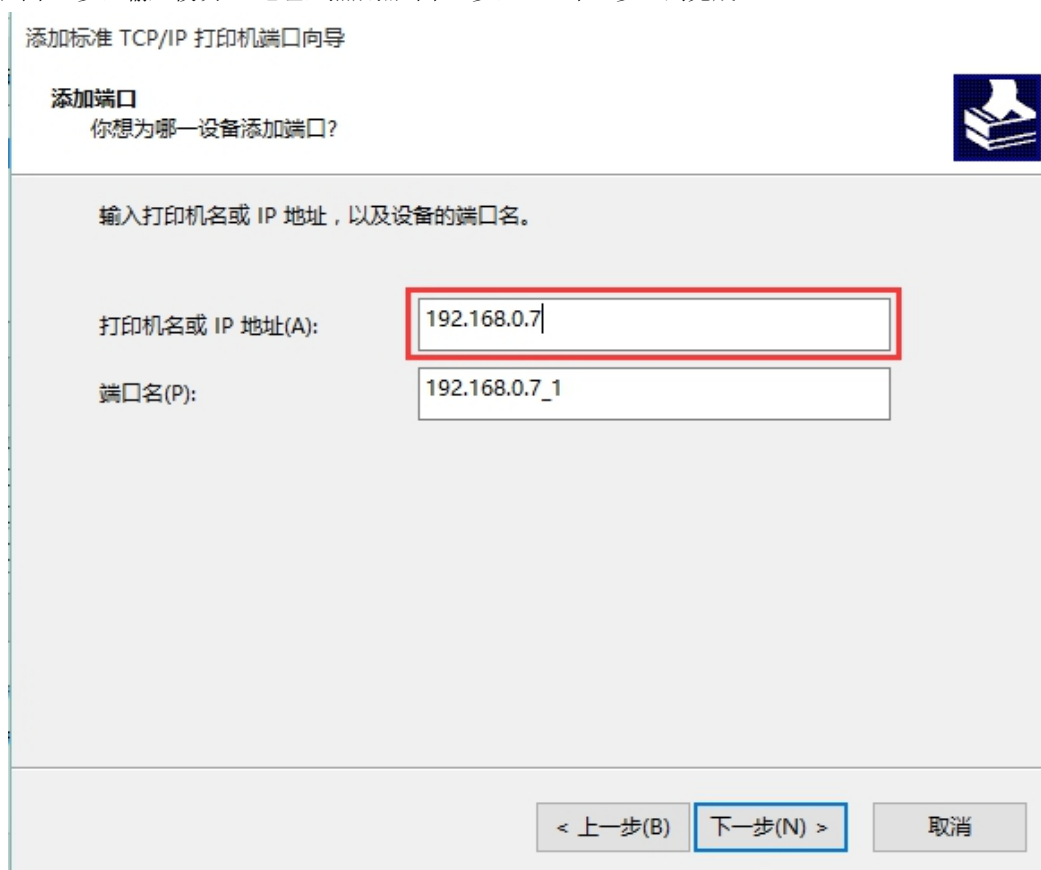 添加标准 TCP/IP 打印机端口向导
添加端口
你想为哪一设备添加端口?
输入打印机名或 IP 地址，以及设备的端口名。
打印机名或 IP 地址(A):
192.168.0.7
端口名(P):
192.168.0.7_1
< 上一步(B)
下一步(N) >
取消